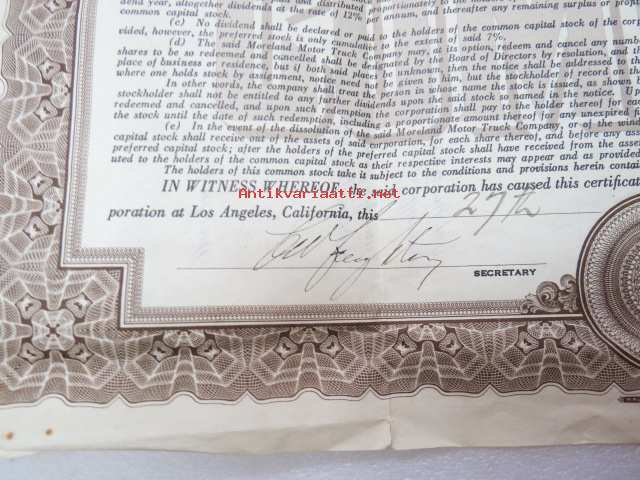 dend year, altogether dividends at the rate of 12% per annum, and thereafter any remaining surplus or
common capital stock.
(c) No dividend shall be declared or paid to the holders of the common capital stock of the
vided, however, the preferred stock is only cumulative to the extent of said 7%.
(d) The said Moreland Motor Truck Company may, at its option, redeem and cancel any
shares to be so redeemed and cancelled shall be designated by the Board of Directors by resolution, and
place of business or residence, but if both said places be unknown, then the notice shall be addressed to the
where one holds stock by assignment, notice need not be given to him, but the stockholder of record on
In other words, the company shall treat the person in whose name the stock is issued, as shown
stockholder shall not be entitled to any further dividends upon the said stock so named in the notice.
redeemed and cancelled, and upon such redemption the corporation shall pay to the holder thereof for
the stock until the date of such redemption, including a proportionate amount thereof for any unexpired
(e) In the event of the dissolution of the said Moreland Motor Truck Company, or of the
capital stock shall receive out of the assets of said corporation, for each share thereof, and before any
preferred capital stock; after the holders of the preferred capital stock shall have received from the
uted to the holders of the common capital stock as their respective interests may appear and as
The holders of this common stock take it subject to the conditions and provisions herein
IN WITNESS WHEREOF, the said corporation has caused this
Antikvariaatti.net
poration at Los Angeles, California, this 27th
SECRETARY
Antikvariaatti.net